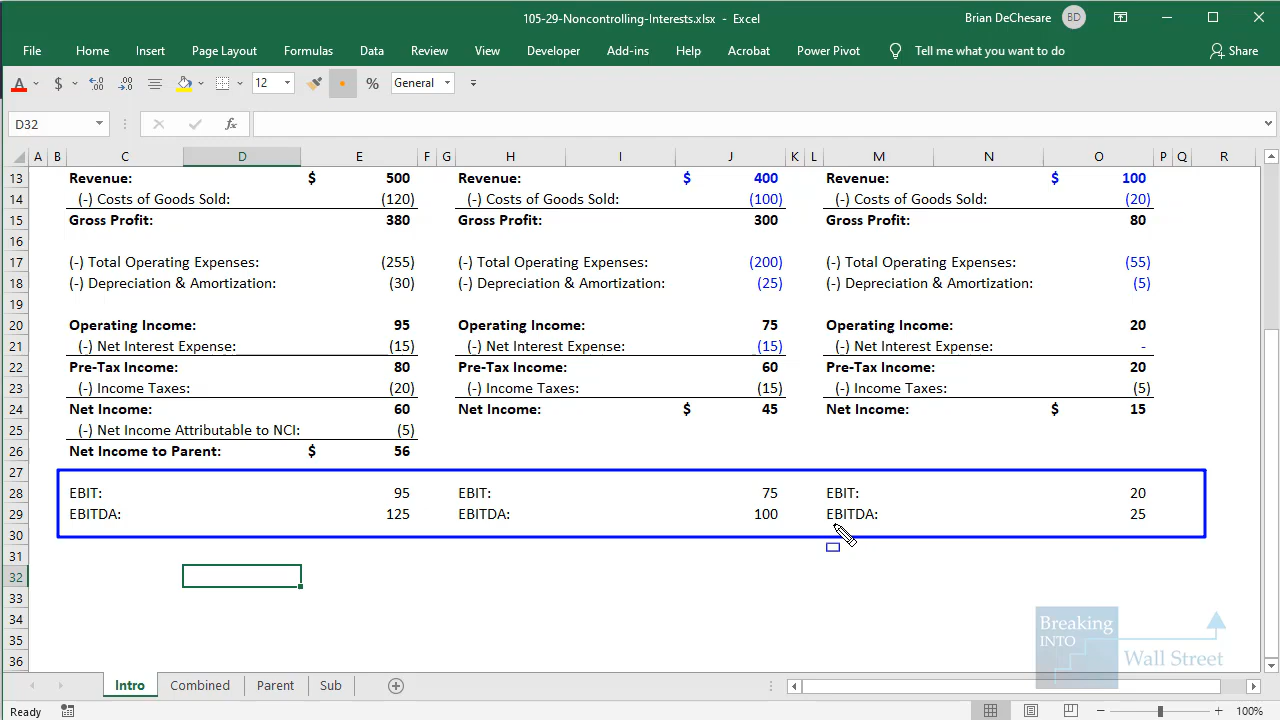 105-29-Noncontrolling-Interests.xlsx - Excel
Brian DeChesare BD
File Home Insert Page Layout Formulas Data Review View Developer Add-ins Help Acrobat Power Pivot Tell me what you want to do Share
A $ 12 % General
D32 fx
A B C D E F G H I J K L M N O P Q R
13 Revenue: $ 500 Revenue: $ 400 Revenue: $ 100
14 (-) Costs of Goods Sold: (120) (-) Costs of Goods Sold: (100) (-) Costs of Goods Sold: (20)
15 Gross Profit: 380 Gross Profit: 300 Gross Profit: 80
16
17 (-) Total Operating Expenses: (255) (-) Total Operating Expenses: (200) (-) Total Operating Expenses: (55)
18 (-) Depreciation & Amortization: (30) (-) Depreciation & Amortization: (25) (-) Depreciation & Amortization: (5)
19
20 Operating Income: 95 Operating Income: 75 Operating Income: 20
21 (-) Net Interest Expense: (15) (-) Net Interest Expense: (15) (-) Net Interest Expense: -
22 Pre-Tax Income: 80 Pre-Tax Income: 60 Pre-Tax Income: 20
23 (-) Income Taxes: (20) (-) Income Taxes: (15) (-) Income Taxes: (5)
24 Net Income: 60 Net Income: $ 45 Net Income: $ 15
25 (-) Net Income Attributable to NCI: (5)
26 Net Income to Parent: $ 56
27
28 EBIT: 95 EBIT: 75 EBIT: 20
29 EBITDA: 125 EBITDA: 100 EBITDA: 25
30
31
32
33
34
35
36
Breaking
INTO
Wall Street
Intro Combined Parent Sub
Ready 100%